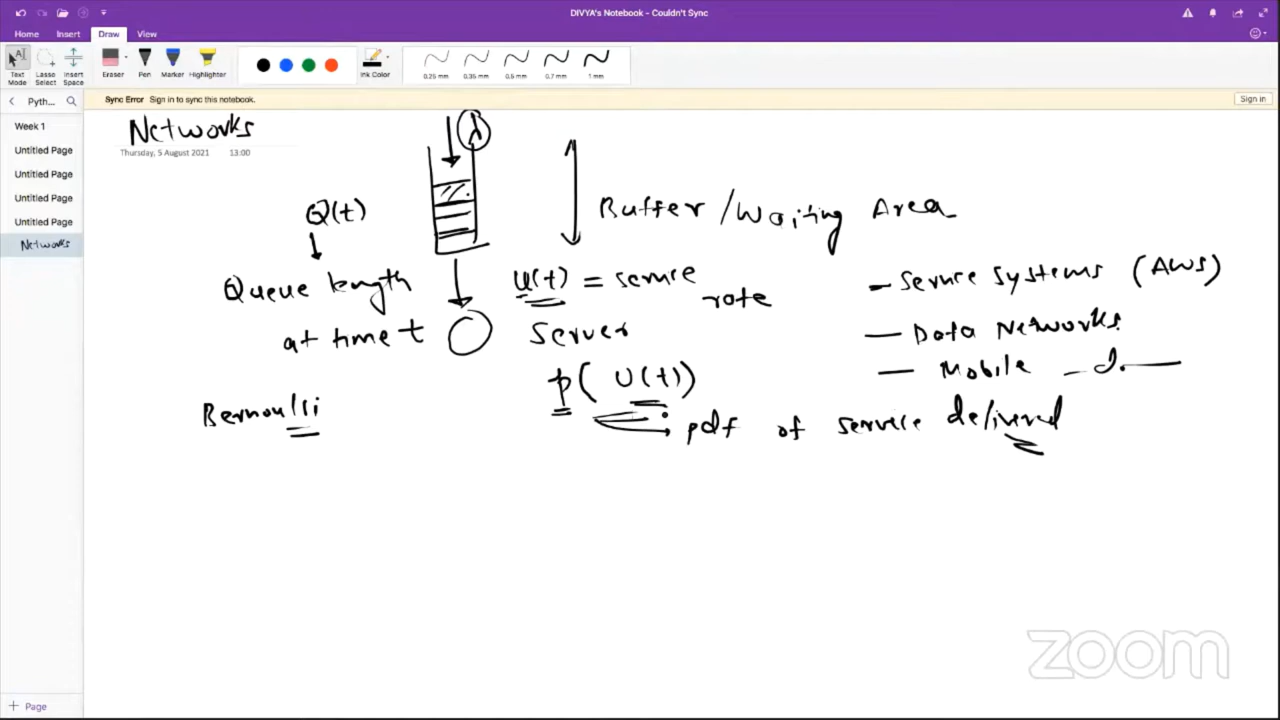 DIVYA's Notebook - Couldn't Sync
Home Insert Draw View
Text Mode
Lasso Select
Insert Space
Eraser
Pen
Marker
Highlighter
Ink Color
0.25 mm
0.35 mm
0.5 mm
0.7 mm
1 mm
Pyth...
Sync Error Sign in to sync this notebook.
Sign in
Week 1
Untitled Page
Untitled Page
Untitled Page
Untitled Page
Networks
Networks
Thursday, 5 August 2021 13:00
λ
Q(t)
Buffer / Waiting Area
Queue length
at time t
U(t) = service rate
Server
p( U(t))
pdf of service delivered
- Service Systems (AWS)
- Data Networks
- Mobile
Bernoulli
+ Page
zoom